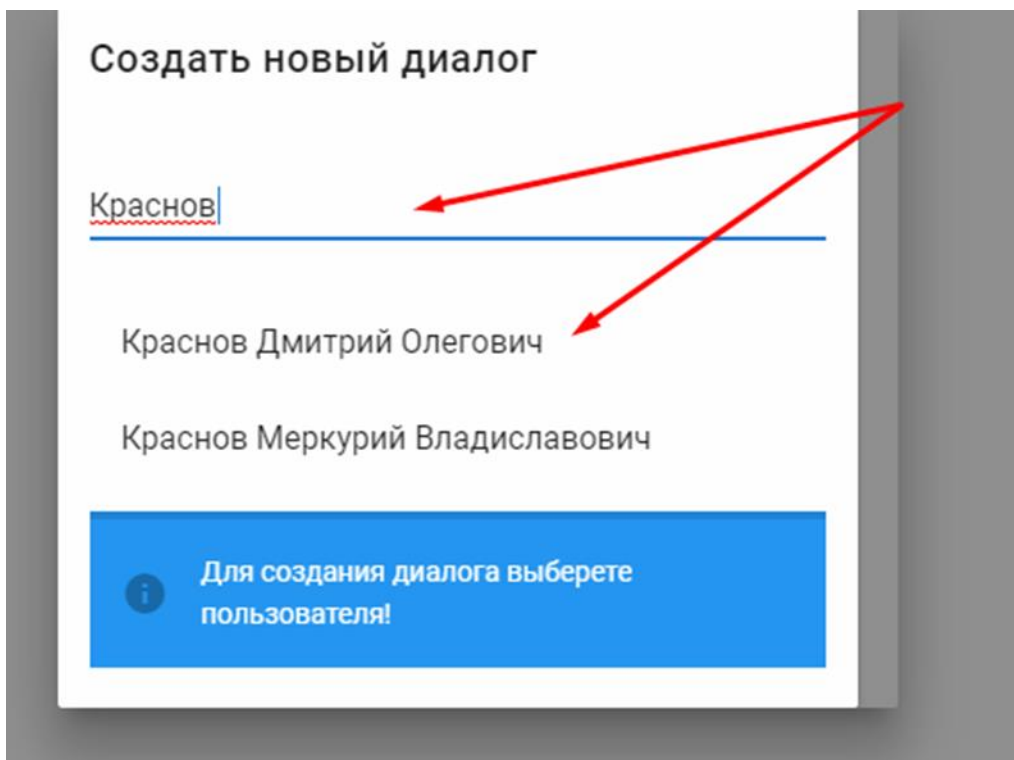 Создать новый диалог
Краснов
Краснов Дмитрий Олегович
Краснов Меркурий Владиславович
Для создания диалога выберете
пользователя!